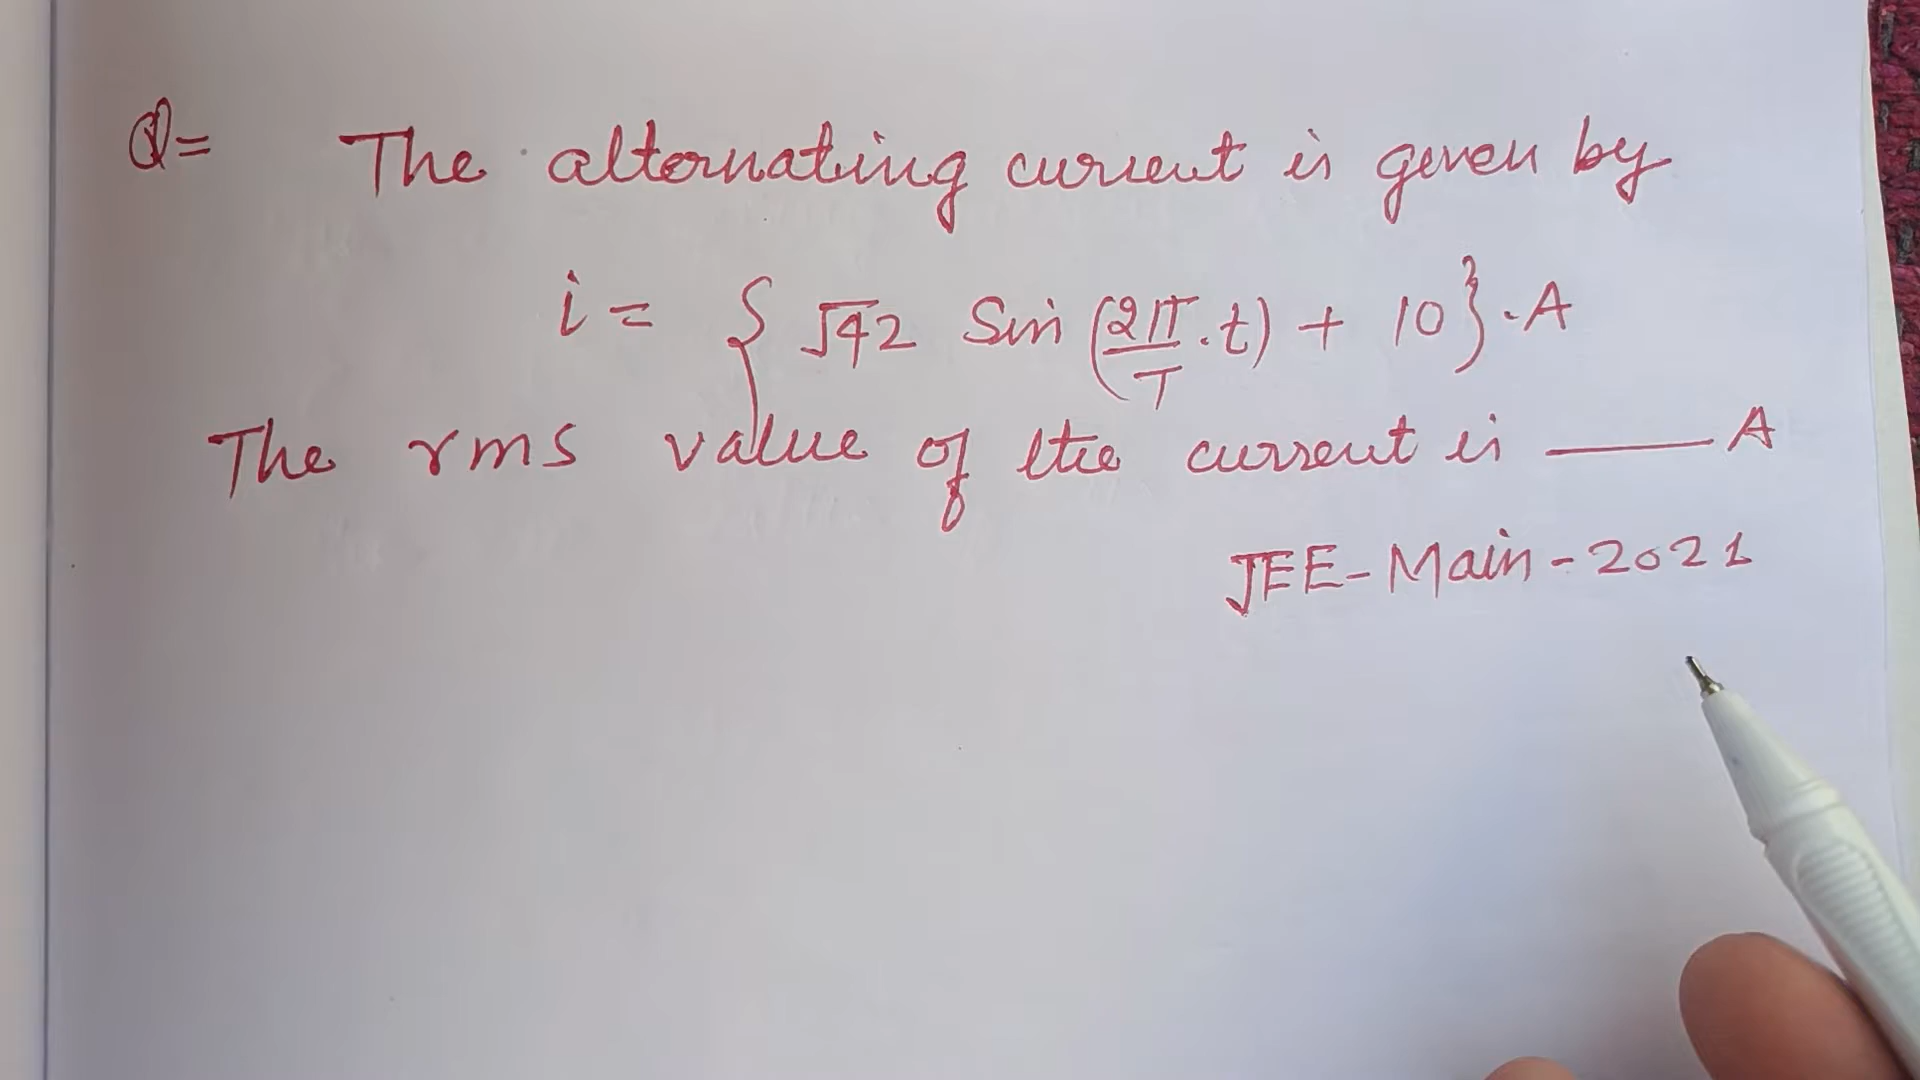 Q= The alternating current is given by
i = { √42 Sin (2π/T · t) + 10 } · A
The rms value of the current is ____ A
JEE-Main-2021